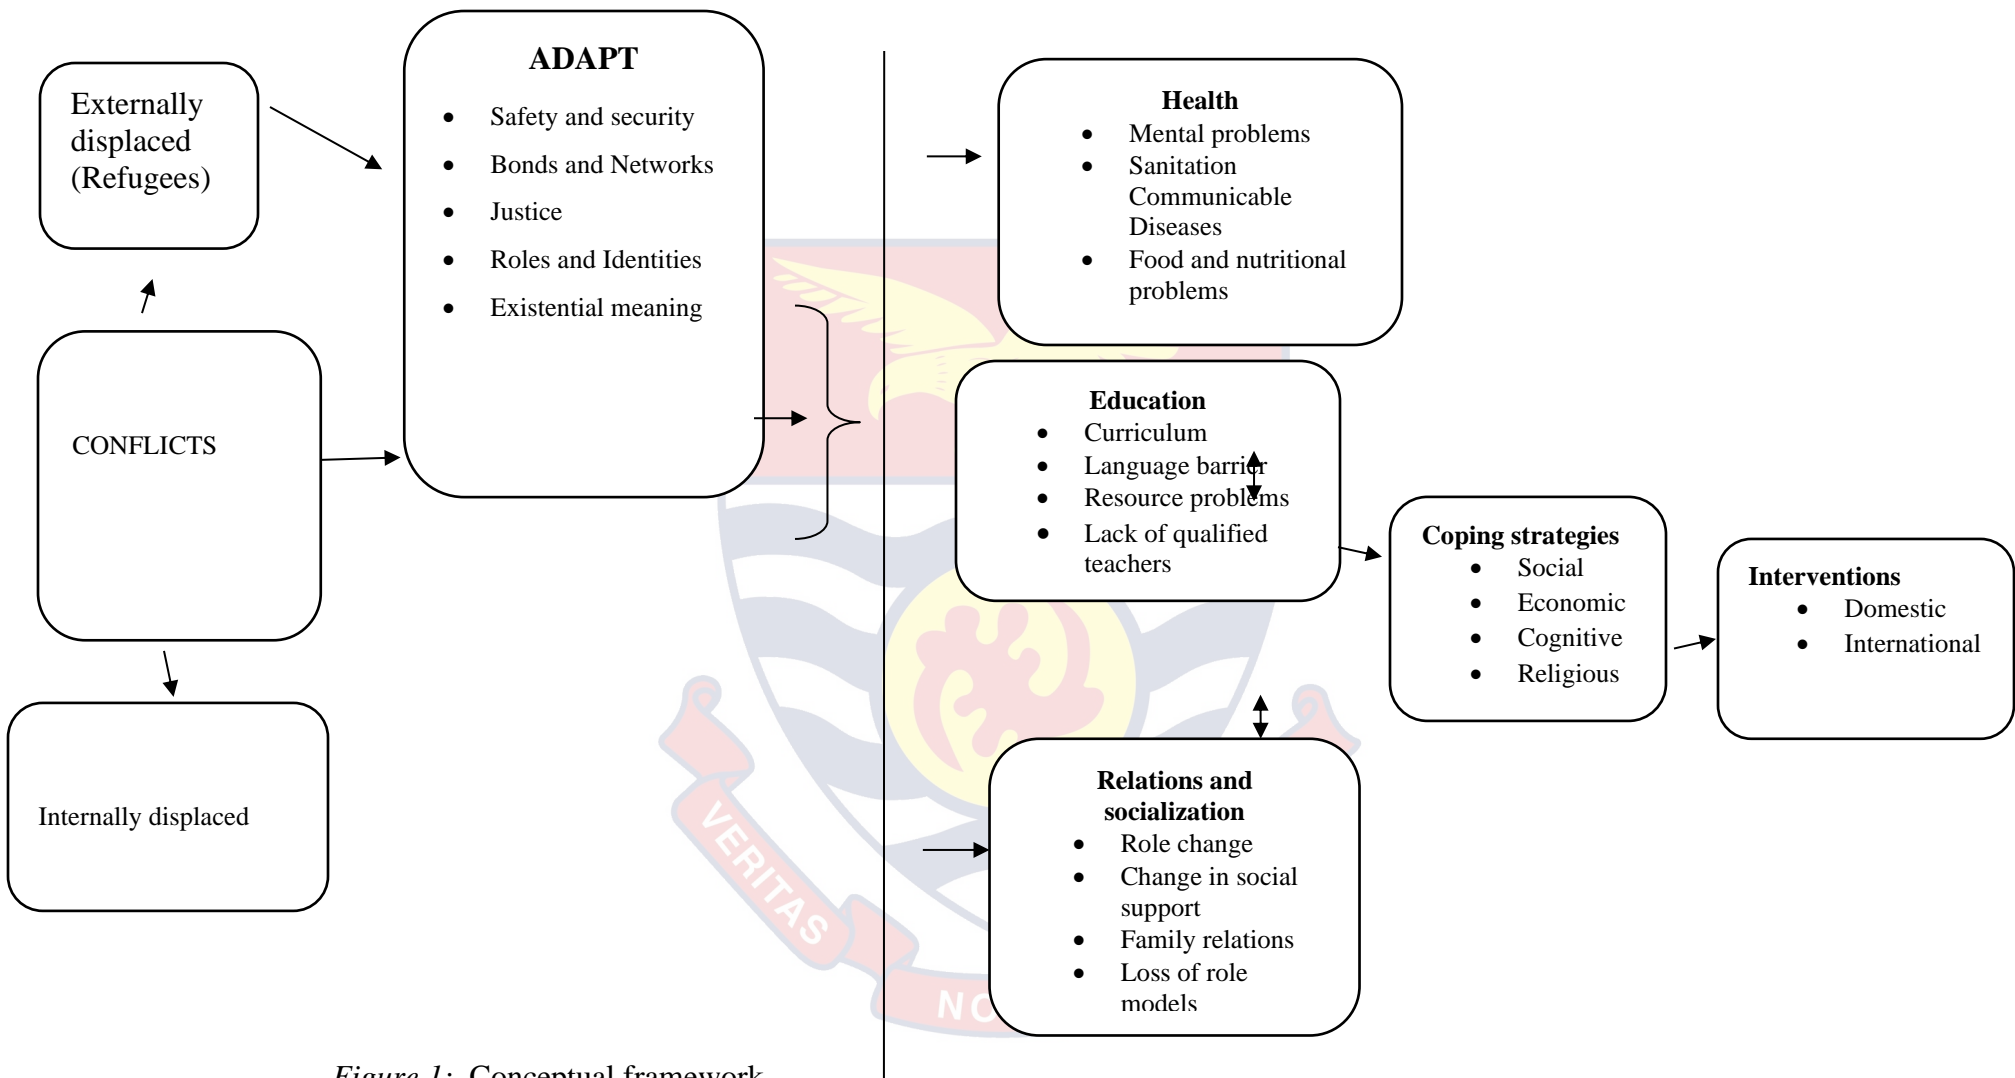 Externally
displaced
(Refugees)
CONFLICTS
Internally displaced
ADAPT
• Safety and security
• Bonds and Networks
• Justice
• Roles and Identities
• Existential meaning
Health
• Mental problems
• Sanitation
Communicable
Diseases
• Food and nutritional
problems
Education
• Curriculum
• Language barrier
• Resource problems
• Lack of qualified
teachers
Relations and
socialization
• Role change
• Change in social
support
• Family relations
• Loss of role
models
Coping strategies
• Social
• Economic
• Cognitive
• Religious
Interventions
• Domestic
• International
VERITAS
Figure 1: Conceptual framework